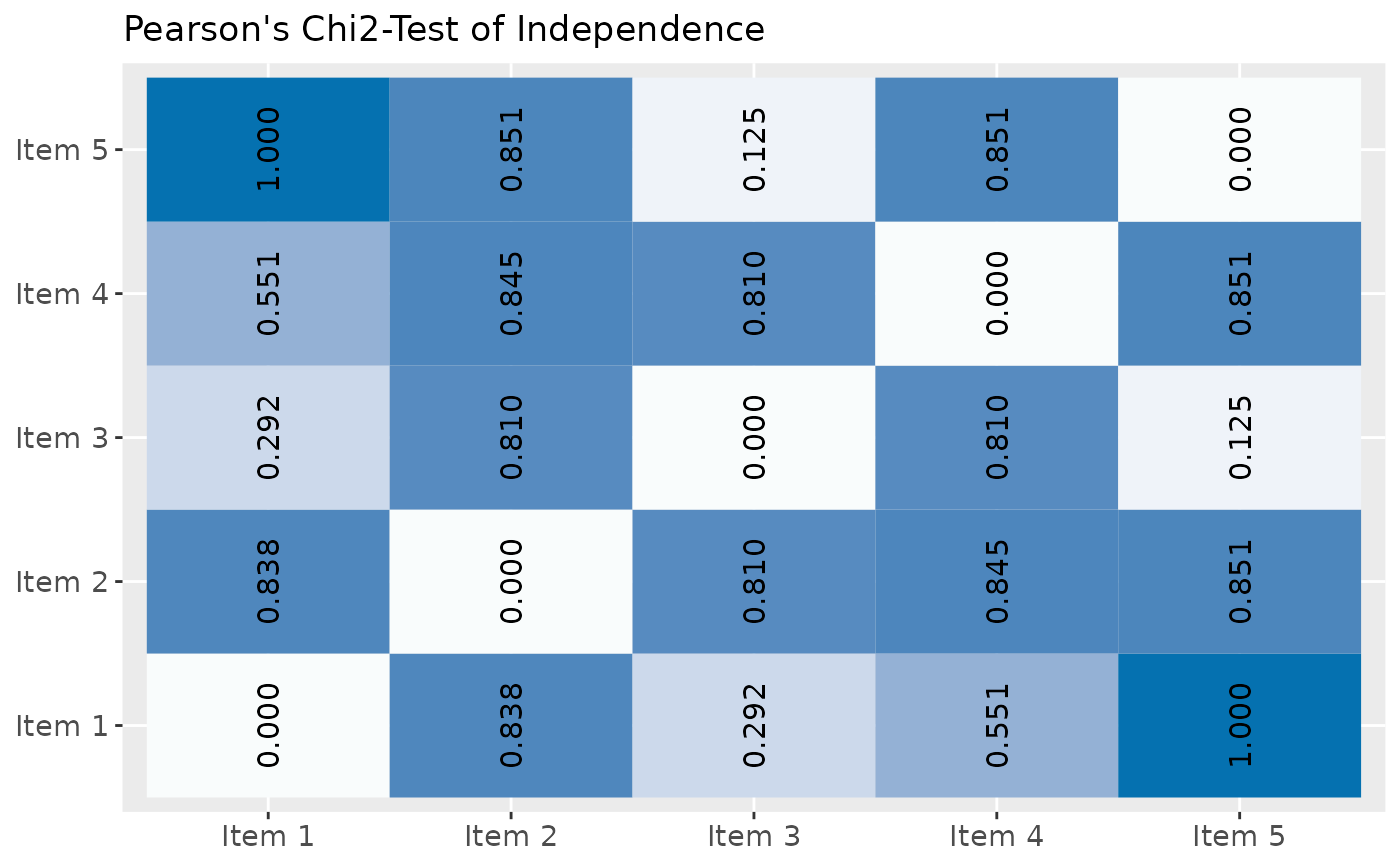 Pearson's Chi2-Test of Independence
Item 5 1.000 0.851 0.125 0.851 0.000
Item 4 0.551 0.845 0.810 0.000 0.851
Item 3 0.292 0.810 0.000 0.810 0.125
Item 2 0.838 0.000 0.810 0.845 0.851
Item 1 0.000 0.838 0.292 0.551 1.000
Item 1 Item 2 Item 3 Item 4 Item 5